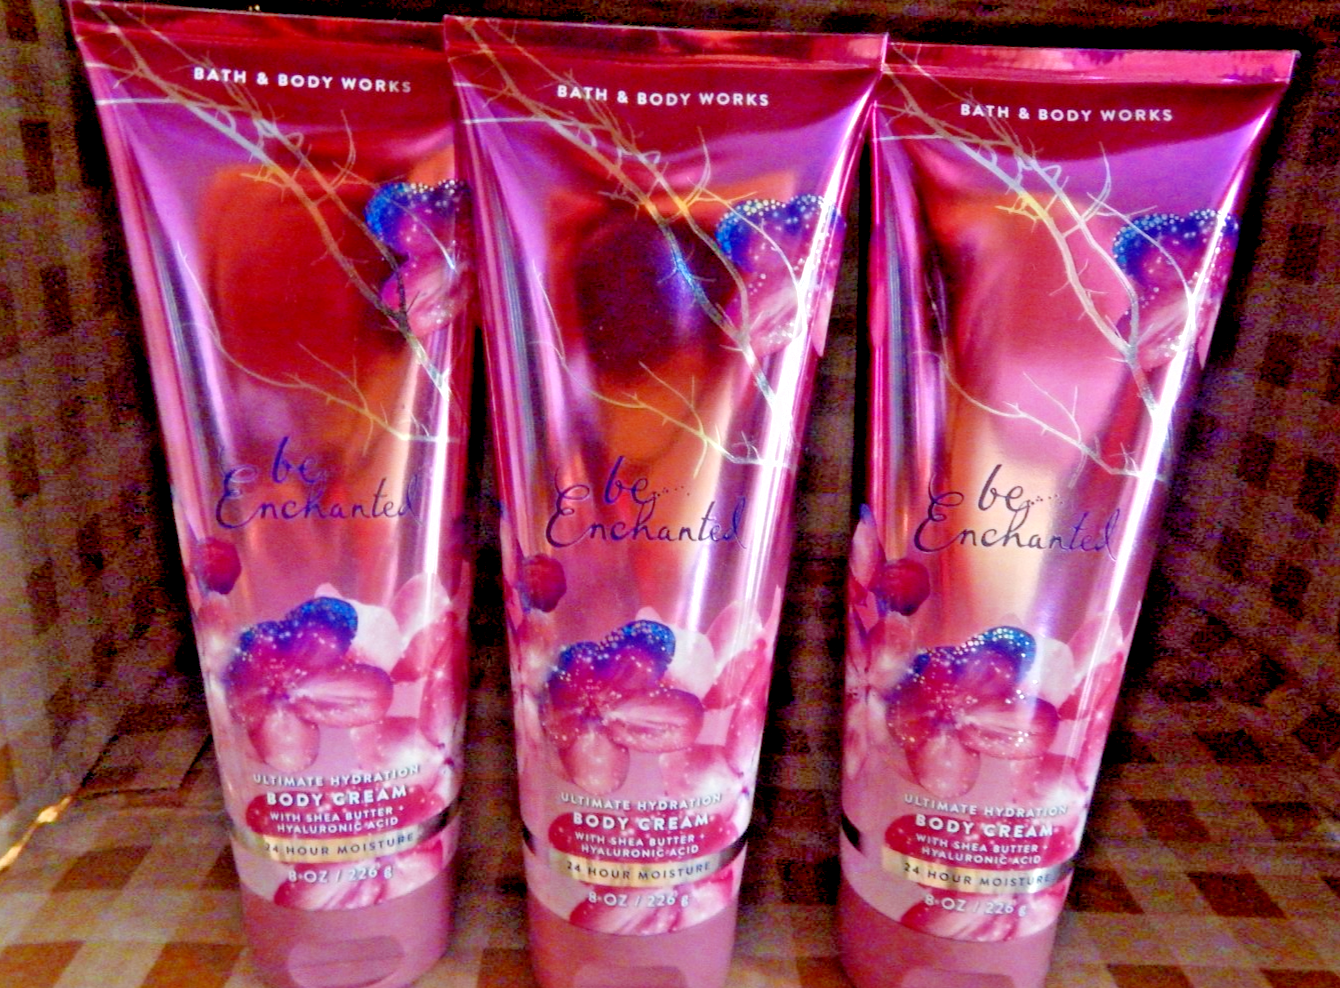 BATH & BODY WORKS
be
Enchanted
ULTIMATE HYDRATION
BODY CREAM
WITH SHEA BUTTER +
HYALURONIC ACID
24 HOUR MOISTURE
8 OZ / 226 g
BATH & BODY WORKS
be
Enchanted
ULTIMATE HYDRATION
BODY CREAM
WITH SHEA BUTTER +
HYALURONIC ACID
24 HOUR MOISTURE
8 OZ / 226 g
BATH & BODY WORKS
be
Enchanted
ULTIMATE HYDRATION
BODY CREAM
WITH SHEA BUTTER +
HYALURONIC ACID
24 HOUR MOISTURE
8 OZ / 226 g